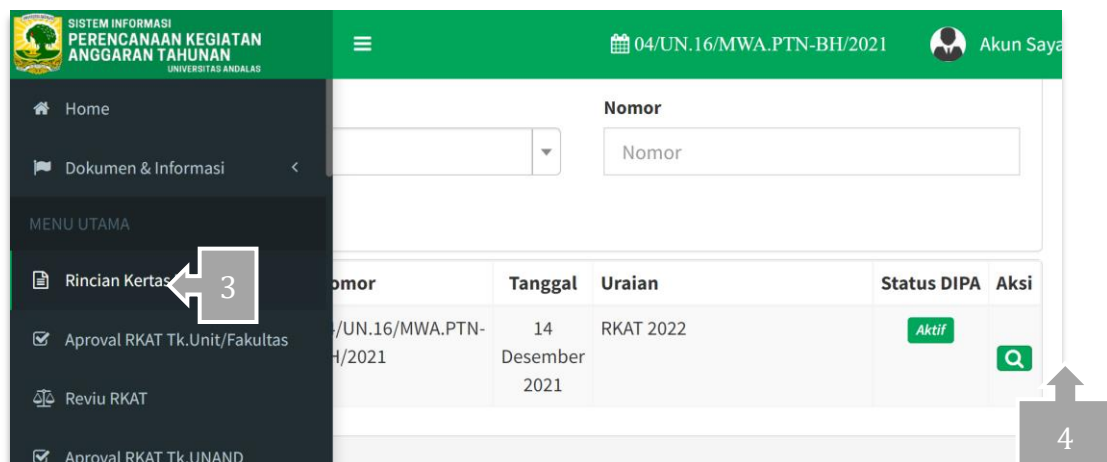 SISTEM INFORMASI
PERENCANAAN KEGIATAN
ANGGARAN TAHUNAN
UNIVERSITAS ANDALAS
04/UN.16/MWA.PTN-BH/2021
Akun Saya
Home
Dokumen & Informasi
MENU UTAMA
Rincian Kertas
3
Aproval RKAT Tk.Unit/Fakultas
Reviu RKAT
Aproval RKAT Tk.UNAND
Nomor
Nomor
omor Tanggal Uraian Status DIPA Aksi
/UN.16/MWA.PTN- 14 RKAT 2022 Aktif
H/2021 Desember
2021
4